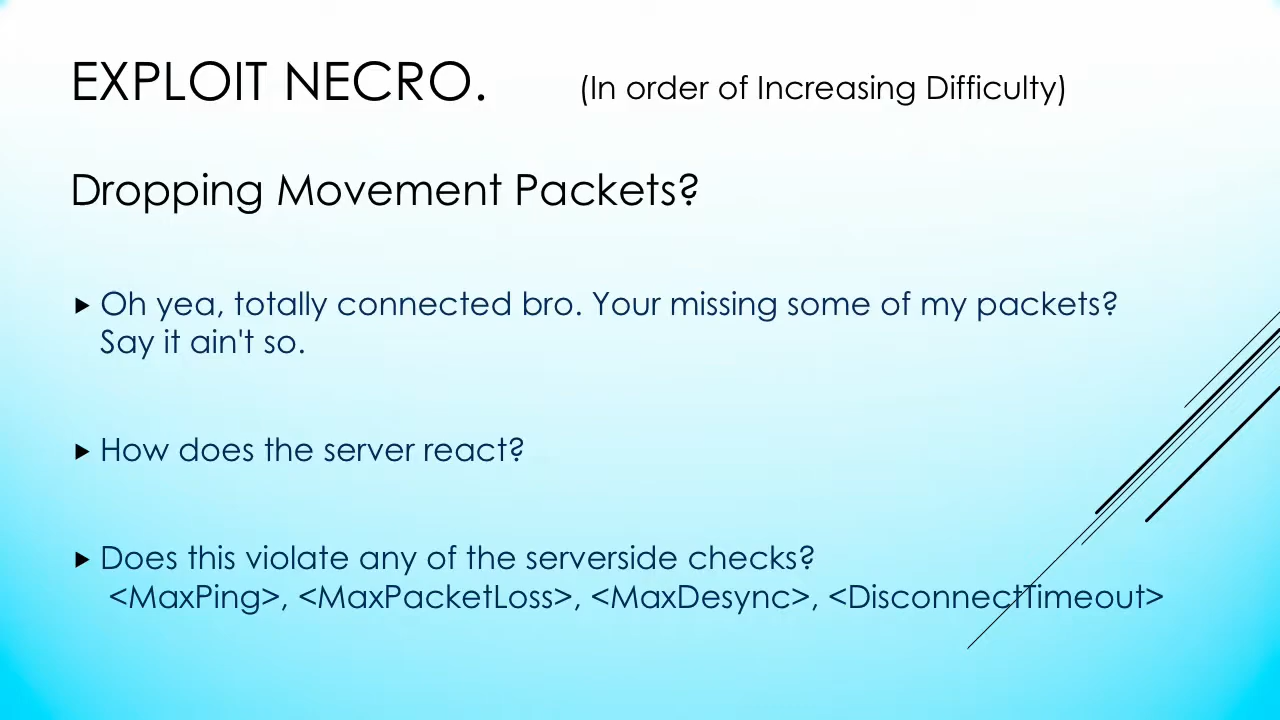 EXPLOIT NECRO. (In order of Increasing Difficulty)
Dropping Movement Packets?
Oh yea, totally connected bro. Your missing some of my packets?
Say it ain't so.
How does the server react?
Does this violate any of the serverside checks?
<MaxPing>, <MaxPacketLoss>, <MaxDesync>, <DisconnectTimeout>